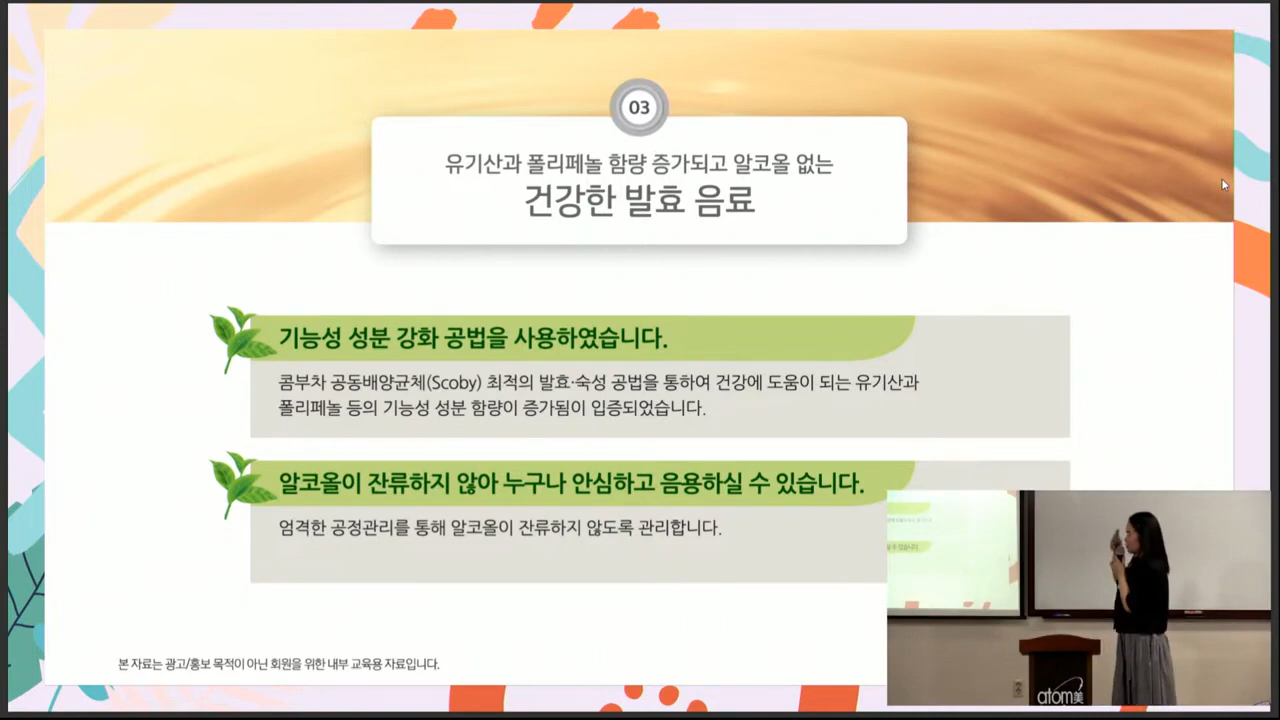 03
유기산과 폴리페놀 함량 증가되고 알코올 없는
건강한 발효 음료
기능성 성분 강화 공법을 사용하였습니다.
콤부차 공동배양균체(Scoby) 최적의 발효·숙성 공법을 통하여 건강에 도움이 되는 유기산과
폴리페놀 등의 기능성 성분 함량이 증가됨이 입증되었습니다.
알코올이 잔류하지 않아 누구나 안심하고 음용하실 수 있습니다.
엄격한 공정관리를 통해 알코올이 잔류하지 않도록 관리합니다.
본 자료는 광고/홍보 목적이 아닌 회원을 위한 내부 교육용 자료입니다.
atom美